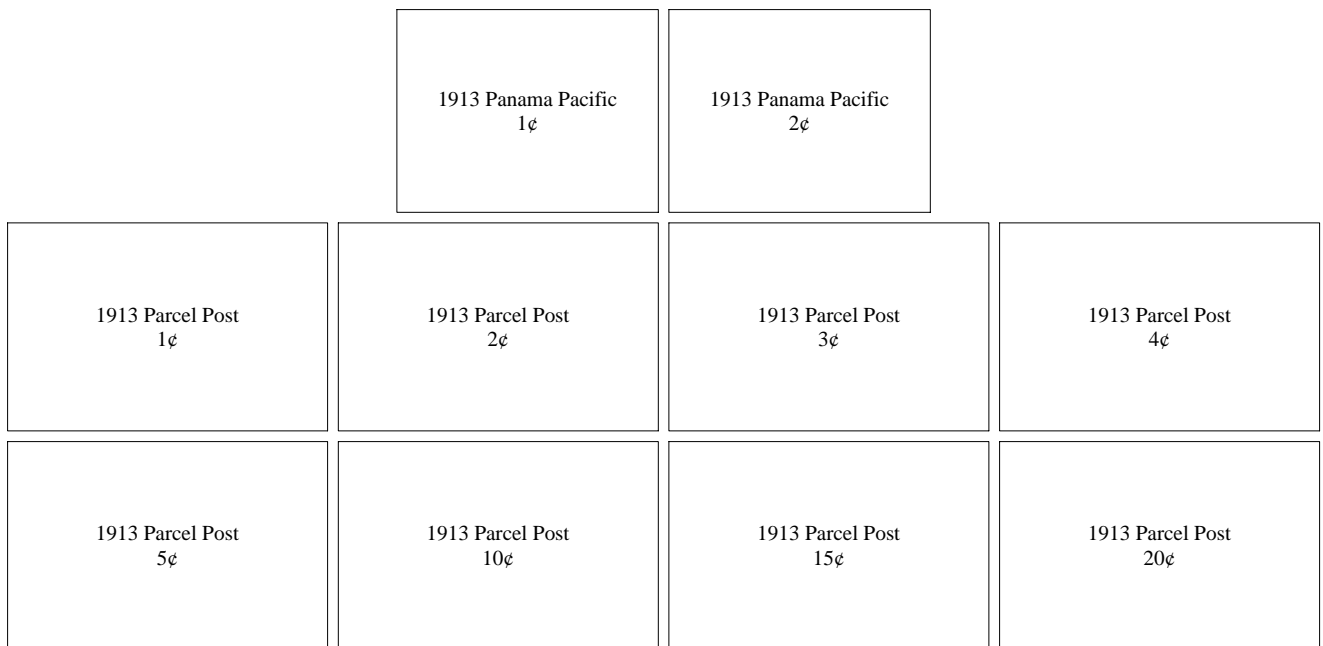 1913 Panama Pacific
1¢
1913 Panama Pacific
2¢
1913 Parcel Post
1¢
1913 Parcel Post
2¢
1913 Parcel Post
3¢
1913 Parcel Post
4¢
1913 Parcel Post
5¢
1913 Parcel Post
10¢
1913 Parcel Post
15¢
1913 Parcel Post
20¢